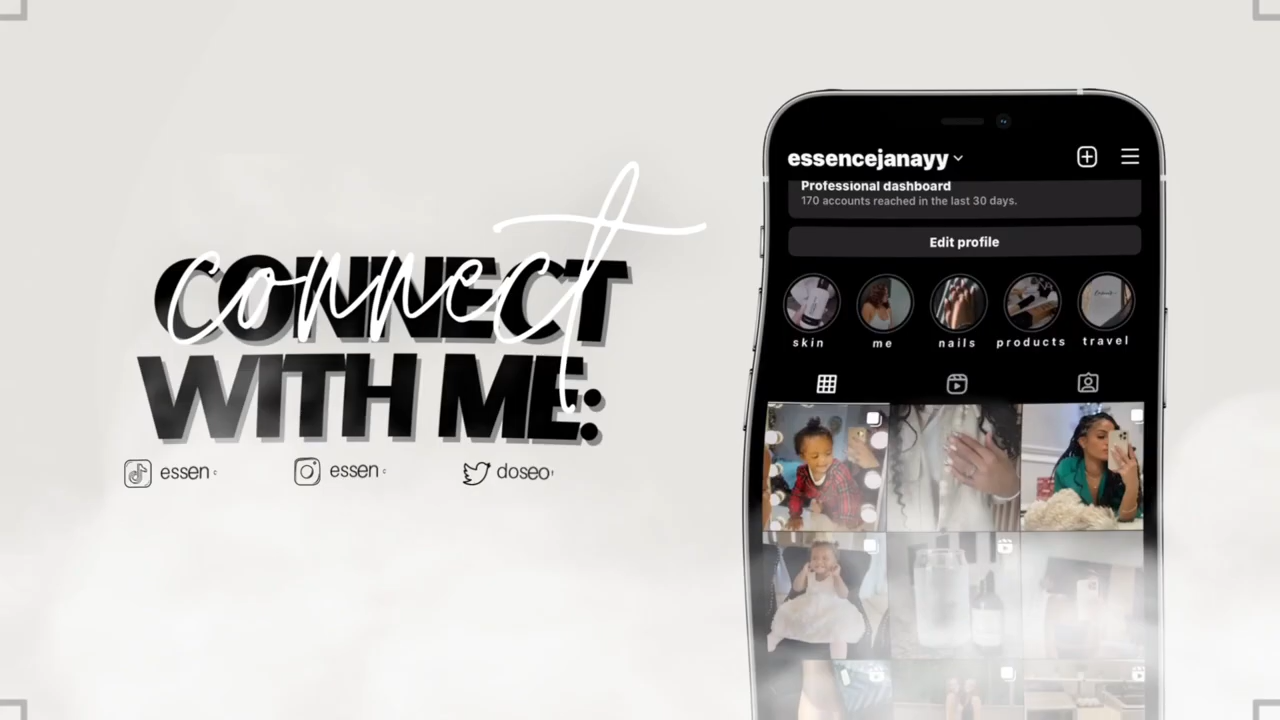 connect
CONNECT
WITH ME:
essen
essen
doseo
essencejanayy
Professional dashboard
170 accounts reached in the last 30 days.
Edit profile
skin me nails products travel